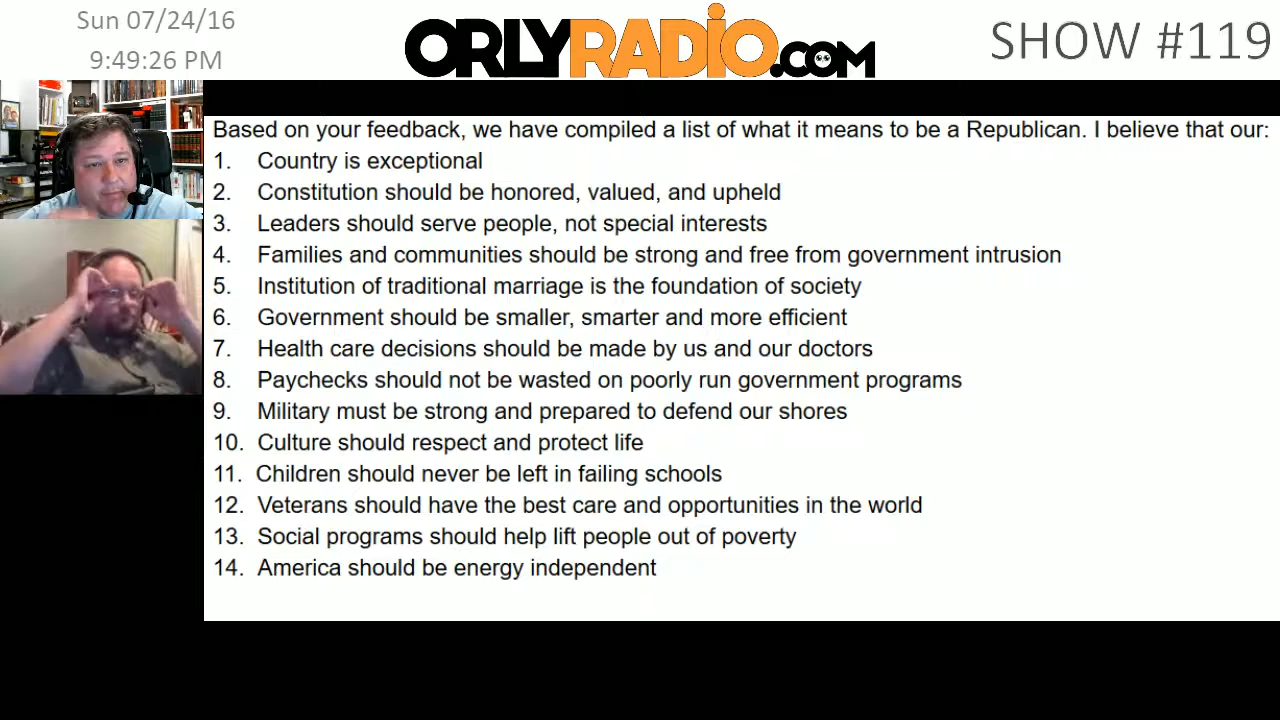 Sun 07/24/16
9:49:26 PM
ORLYRADIO.COM
SHOW #119
Based on your feedback, we have compiled a list of what it means to be a Republican. I believe that our:
1. Country is exceptional
2. Constitution should be honored, valued, and upheld
3. Leaders should serve people, not special interests
4. Families and communities should be strong and free from government intrusion
5. Institution of traditional marriage is the foundation of society
6. Government should be smaller, smarter and more efficient
7. Health care decisions should be made by us and our doctors
8. Paychecks should not be wasted on poorly run government programs
9. Military must be strong and prepared to defend our shores
10. Culture should respect and protect life
11. Children should never be left in failing schools
12. Veterans should have the best care and opportunities in the world
13. Social programs should help lift people out of poverty
14. America should be energy independent